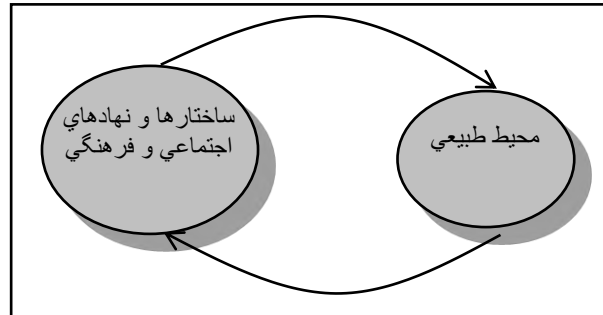 ساختارها و نهادهاي
اجتماعي و فرهنگي
محيط طبيعي